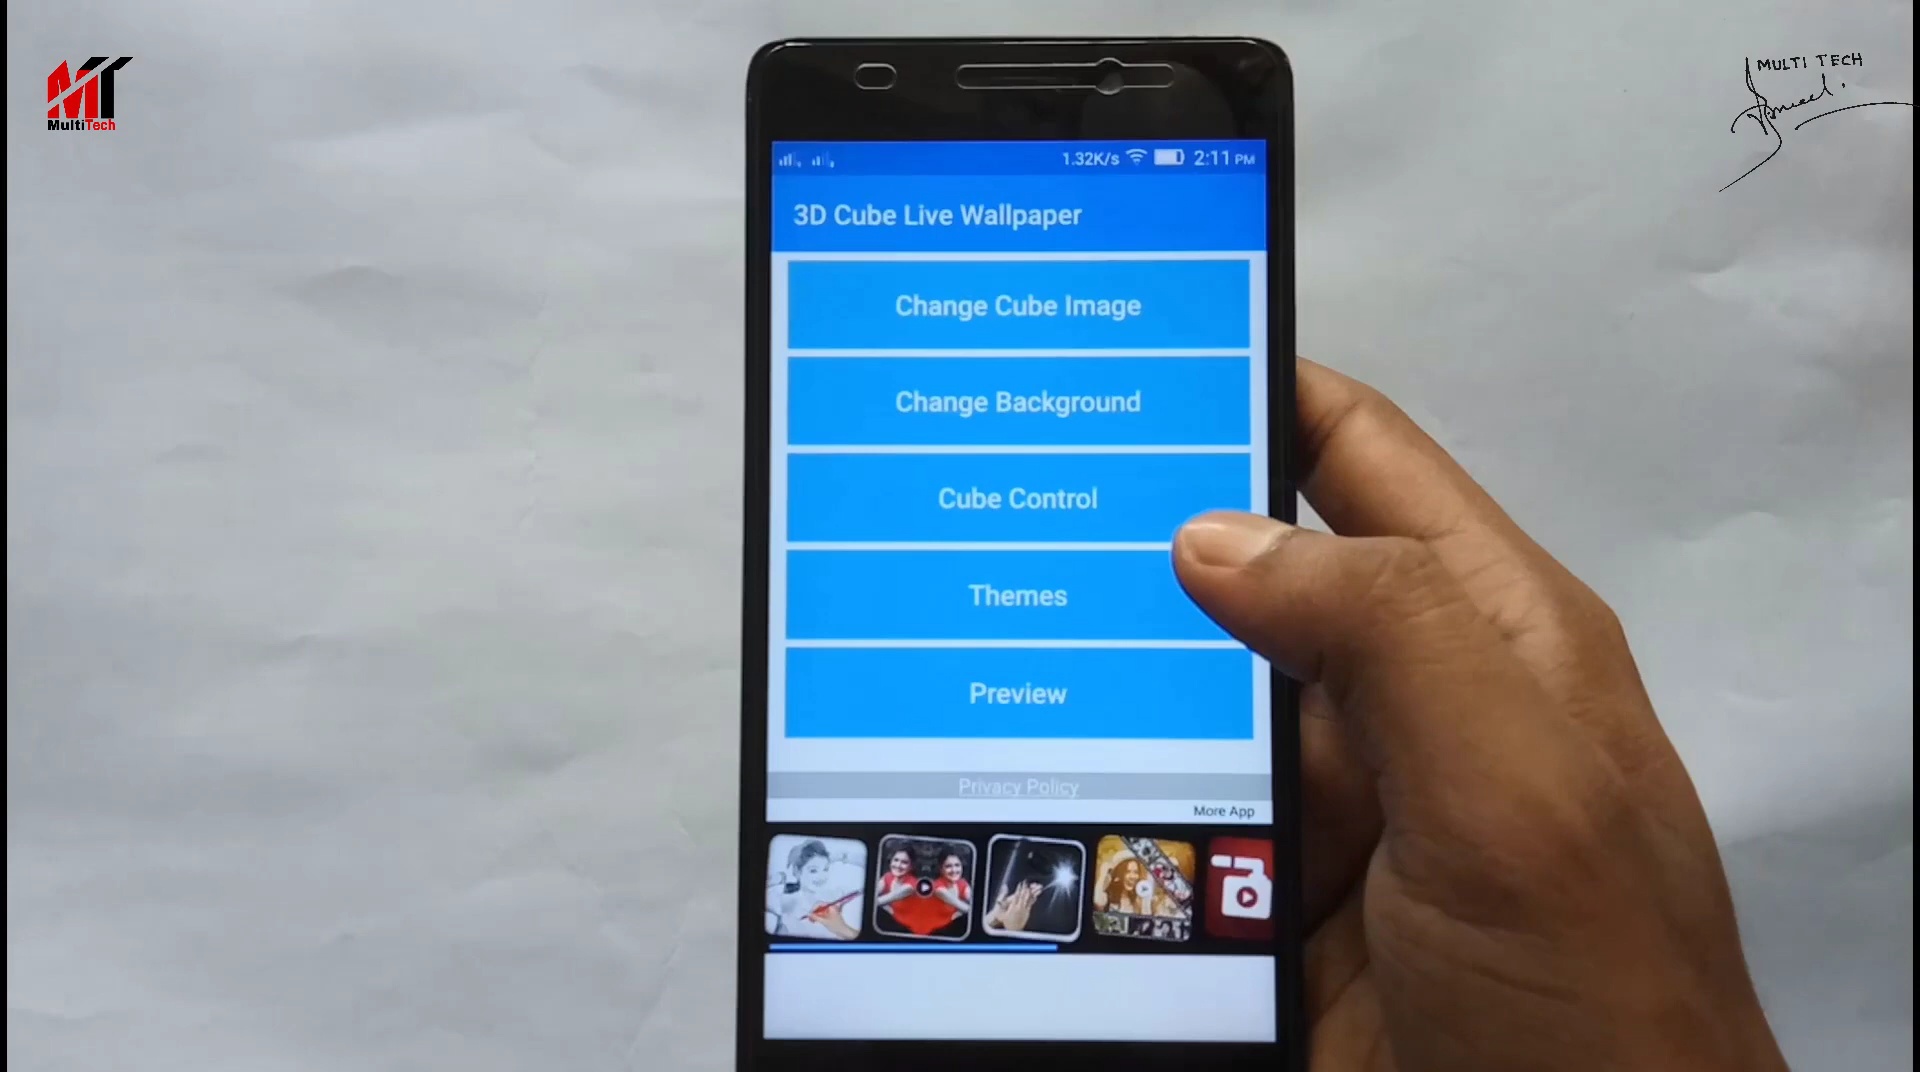 MultiTech
MULTI TECH
1.32K/s 2:11 PM
3D Cube Live Wallpaper
Change Cube Image
Change Background
Cube Control
Themes
Preview
Privacy Policy
More App